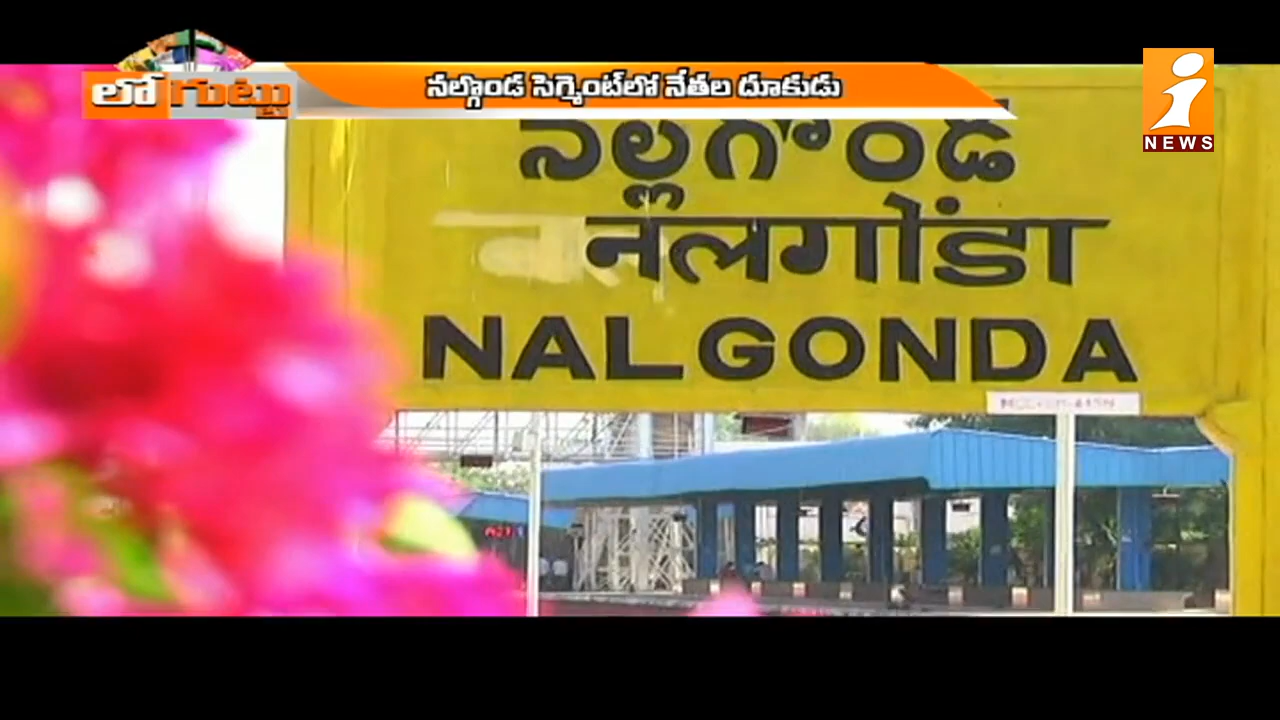 నల్గొండ సెగ్మెంట్‌లో నేతల దూకుడు
లో గుట్టు
i
NEWS
నల్లగొండ
नलगोंडा
NALGONDA